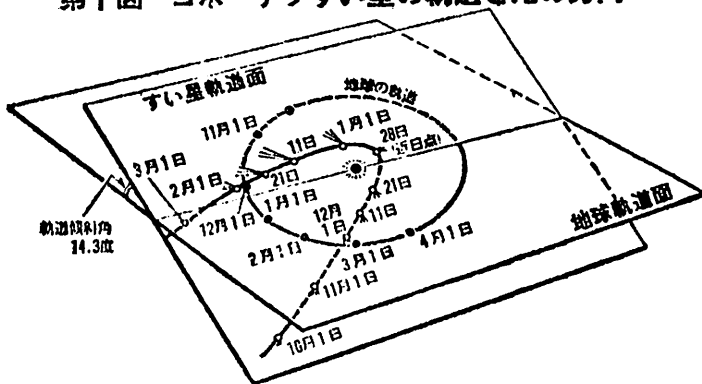 すい星軌道面
地球の軌道
11月1日
11日
1月1日
28日
(近日点)
3月1日
2月1日
21日
21日
12月1日
1月1日
12月
1日
11日
軌道傾斜角
14.3度
地球軌道面
2月1日
3月1日
4月1日
11月1日
10月1日